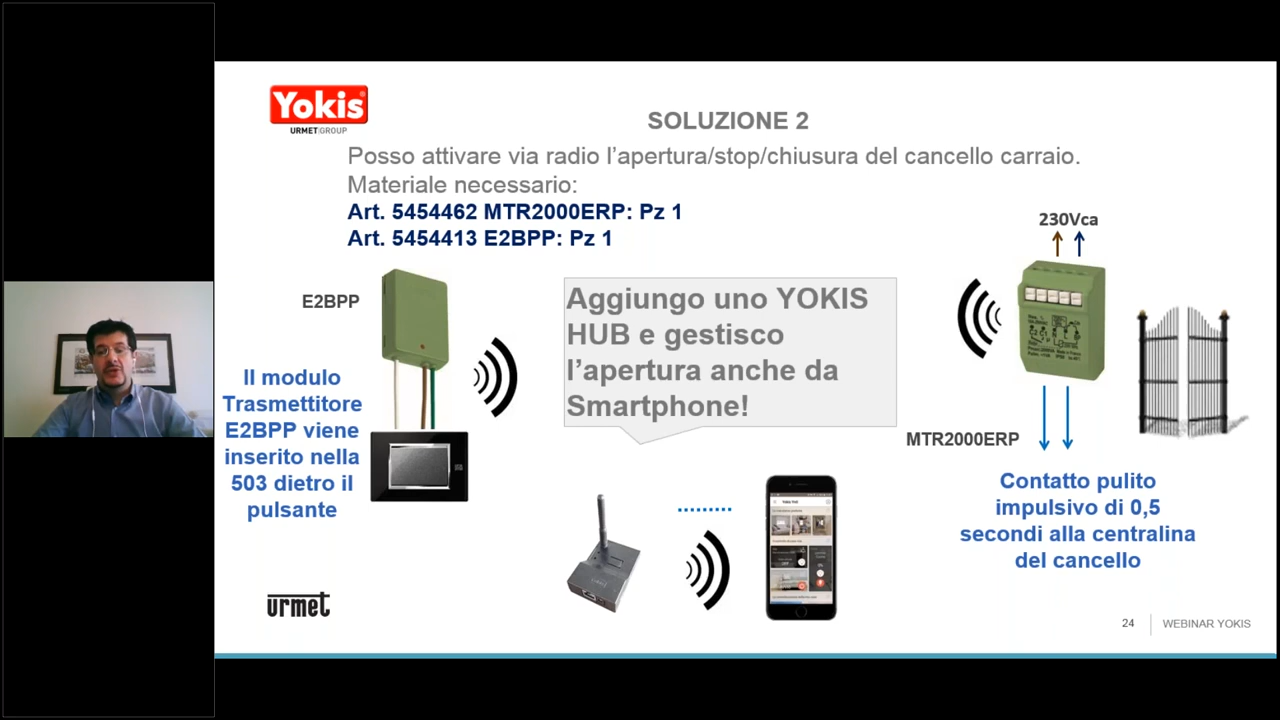 Yokis
URMET GROUP
SOLUZIONE 2
Posso attivare via radio l’apertura/stop/chiusura del cancello carraio.
Materiale necessario:
Art. 5454462 MTR2000ERP: Pz 1
Art. 5454413 E2BPP: Pz 1
230Vca
E2BPP
Aggiungo uno YOKIS
HUB e gestisco
l’apertura anche da
Smartphone!
Il modulo
Trasmettitore
E2BPP viene
inserito nella
503 dietro il
pulsante
MTR2000ERP
Contatto pulito
impulsivo di 0,5
secondi alla centralina
del cancello
urmet
24
WEBINAR YOKIS